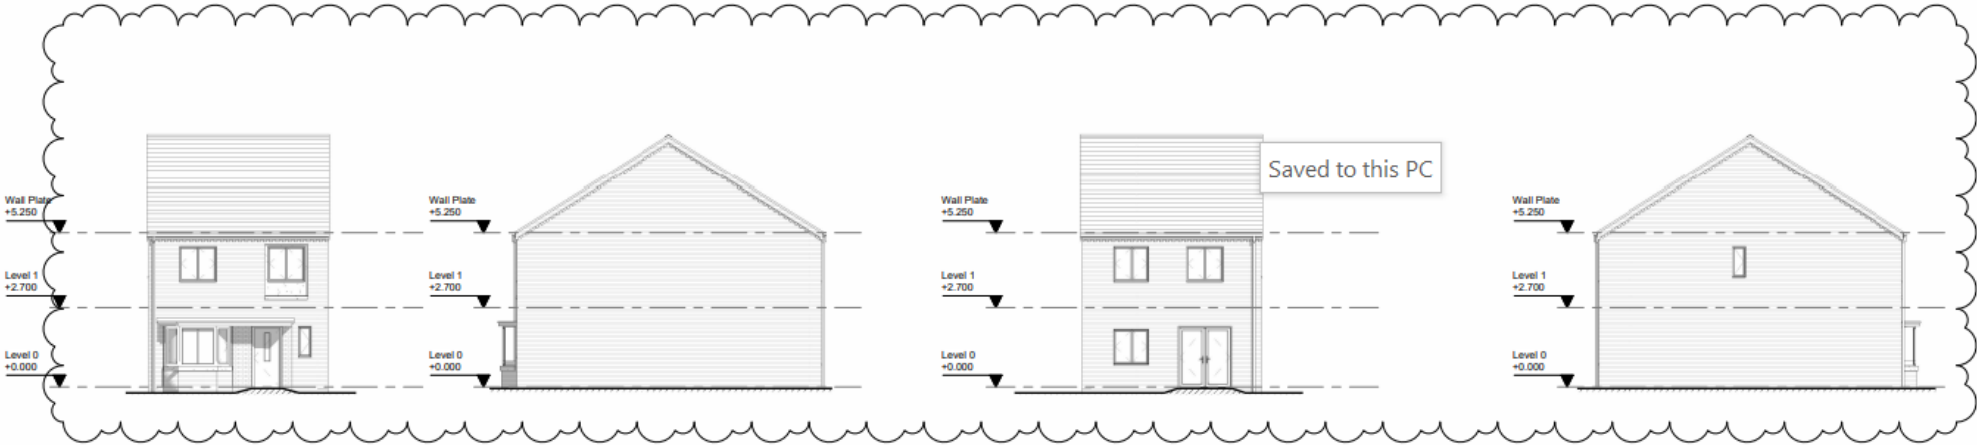 Wall Plate
+5.250
Level 1
+2.700
Level 0
+0.000
Wall Plate
+5.250
Level 1
+2.700
Level 0
+0.000
Wall Plate
+5.250
Level 1
+2.700
Level 0
+0.000
Saved to this PC
Wall Plate
+5.250
Level 1
+2.700
Level 0
+0.000